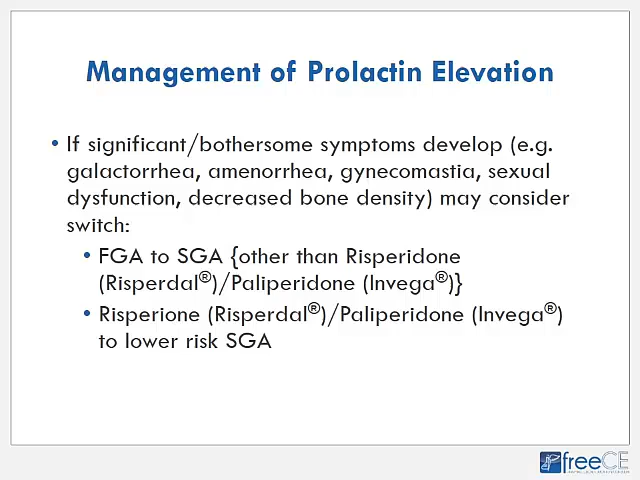 Management of Prolactin Elevation
• If significant/bothersome symptoms develop (e.g.
galactorrhea, amenorrhea, gynecomastia, sexual
dysfunction, decreased bone density) may consider
switch:
• FGA to SGA {other than Risperidone
(Risperdal®)/Paliperidone (Invega®)}
• Risperione (Risperdal®)/Paliperidone (Invega®)
to lower risk SGA
freeCE